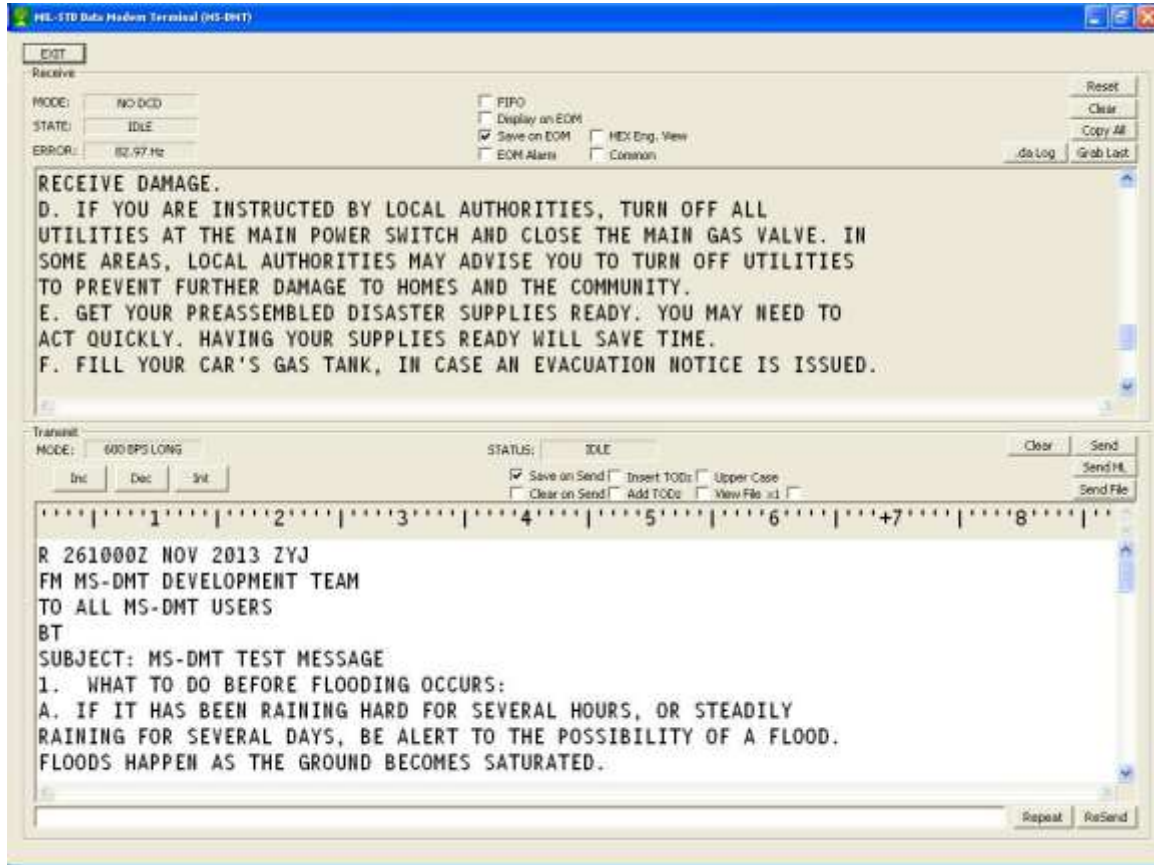 MIL-STD Data Modem Terminal (MS-DMT)
EXIT
Receive
MODE: NO DCD
STATE: IDLE
ERROR: 82.97 Hz
FIFO
Display on EOM
Save on EOM HEX Eng. View
EOM Alarm Common
Reset
Clear
Copy All
.da Log Grab Last
RECEIVE DAMAGE.
D. IF YOU ARE INSTRUCTED BY LOCAL AUTHORITIES, TURN OFF ALL
UTILITIES AT THE MAIN POWER SWITCH AND CLOSE THE MAIN GAS VALVE. IN
SOME AREAS, LOCAL AUTHORITIES MAY ADVISE YOU TO TURN OFF UTILITIES
TO PREVENT FURTHER DAMAGE TO HOMES AND THE COMMUNITY.
E. GET YOUR PREASSEMBLED DISASTER SUPPLIES READY. YOU MAY NEED TO
ACT QUICKLY. HAVING YOUR SUPPLIES READY WILL SAVE TIME.
F. FILL YOUR CAR'S GAS TANK, IN CASE AN EVACUATION NOTICE IS ISSUED.
Transmit
MODE: 600 BPS LONG STATUS: IDLE Clear Send
Send ML
Inc Dec Int Save on Send Insert TODs Upper Case
Clear on Send Add TODs View File x1 Send File
''''|''''1''''|''''2''''|''''3''''|''''4''''|''''5''''|''''6''''|'''+7''''|''''8''''|''
R 261000Z NOV 2013 ZYJ
FM MS-DMT DEVELOPMENT TEAM
TO ALL MS-DMT USERS
BT
SUBJECT: MS-DMT TEST MESSAGE
1.  WHAT TO DO BEFORE FLOODING OCCURS:
A. IF IT HAS BEEN RAINING HARD FOR SEVERAL HOURS, OR STEADILY
RAINING FOR SEVERAL DAYS, BE ALERT TO THE POSSIBILITY OF A FLOOD.
FLOODS HAPPEN AS THE GROUND BECOMES SATURATED.
Repeat ReSend